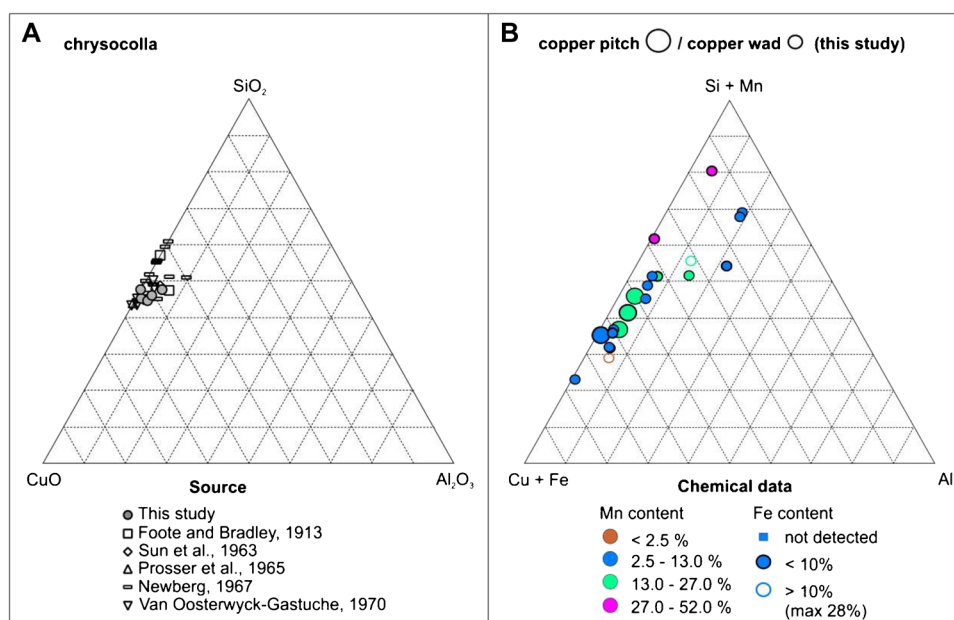 A
chrysocolla
SiO₂
CuO
Al₂O₃
Source
This study
Foote and Bradley, 1913
Sun et al., 1963
Prosser et al., 1965
Newberg, 1967
Van Oosterwyck-Gastuche, 1970
B
copper pitch / copper wad (this study)
Si + Mn
Cu + Fe
Al
Chemical data
Mn content
< 2.5 %
2.5 - 13.0 %
13.0 - 27.0 %
27.0 - 52.0 %
Fe content
not detected
< 10%
> 10%
(max 28%)